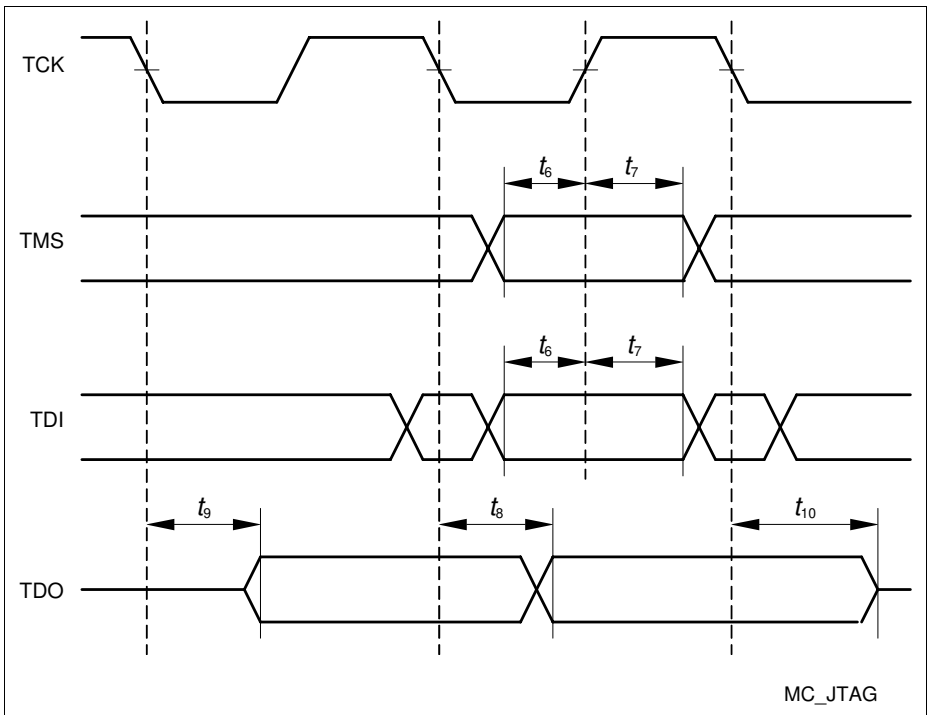 TCK
t6 t7
TMS
t6 t7
TDI
t9 t8 t10
TDO
MC_JTAG